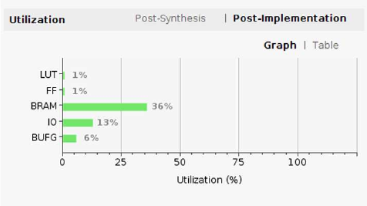 Utilization Post-Synthesis | Post-Implementation
Graph | Table
LUT 1%
FF 1%
BRAM 36%
IO 13%
BUFG 6%
0 25 50 75 100
Utilization (%)